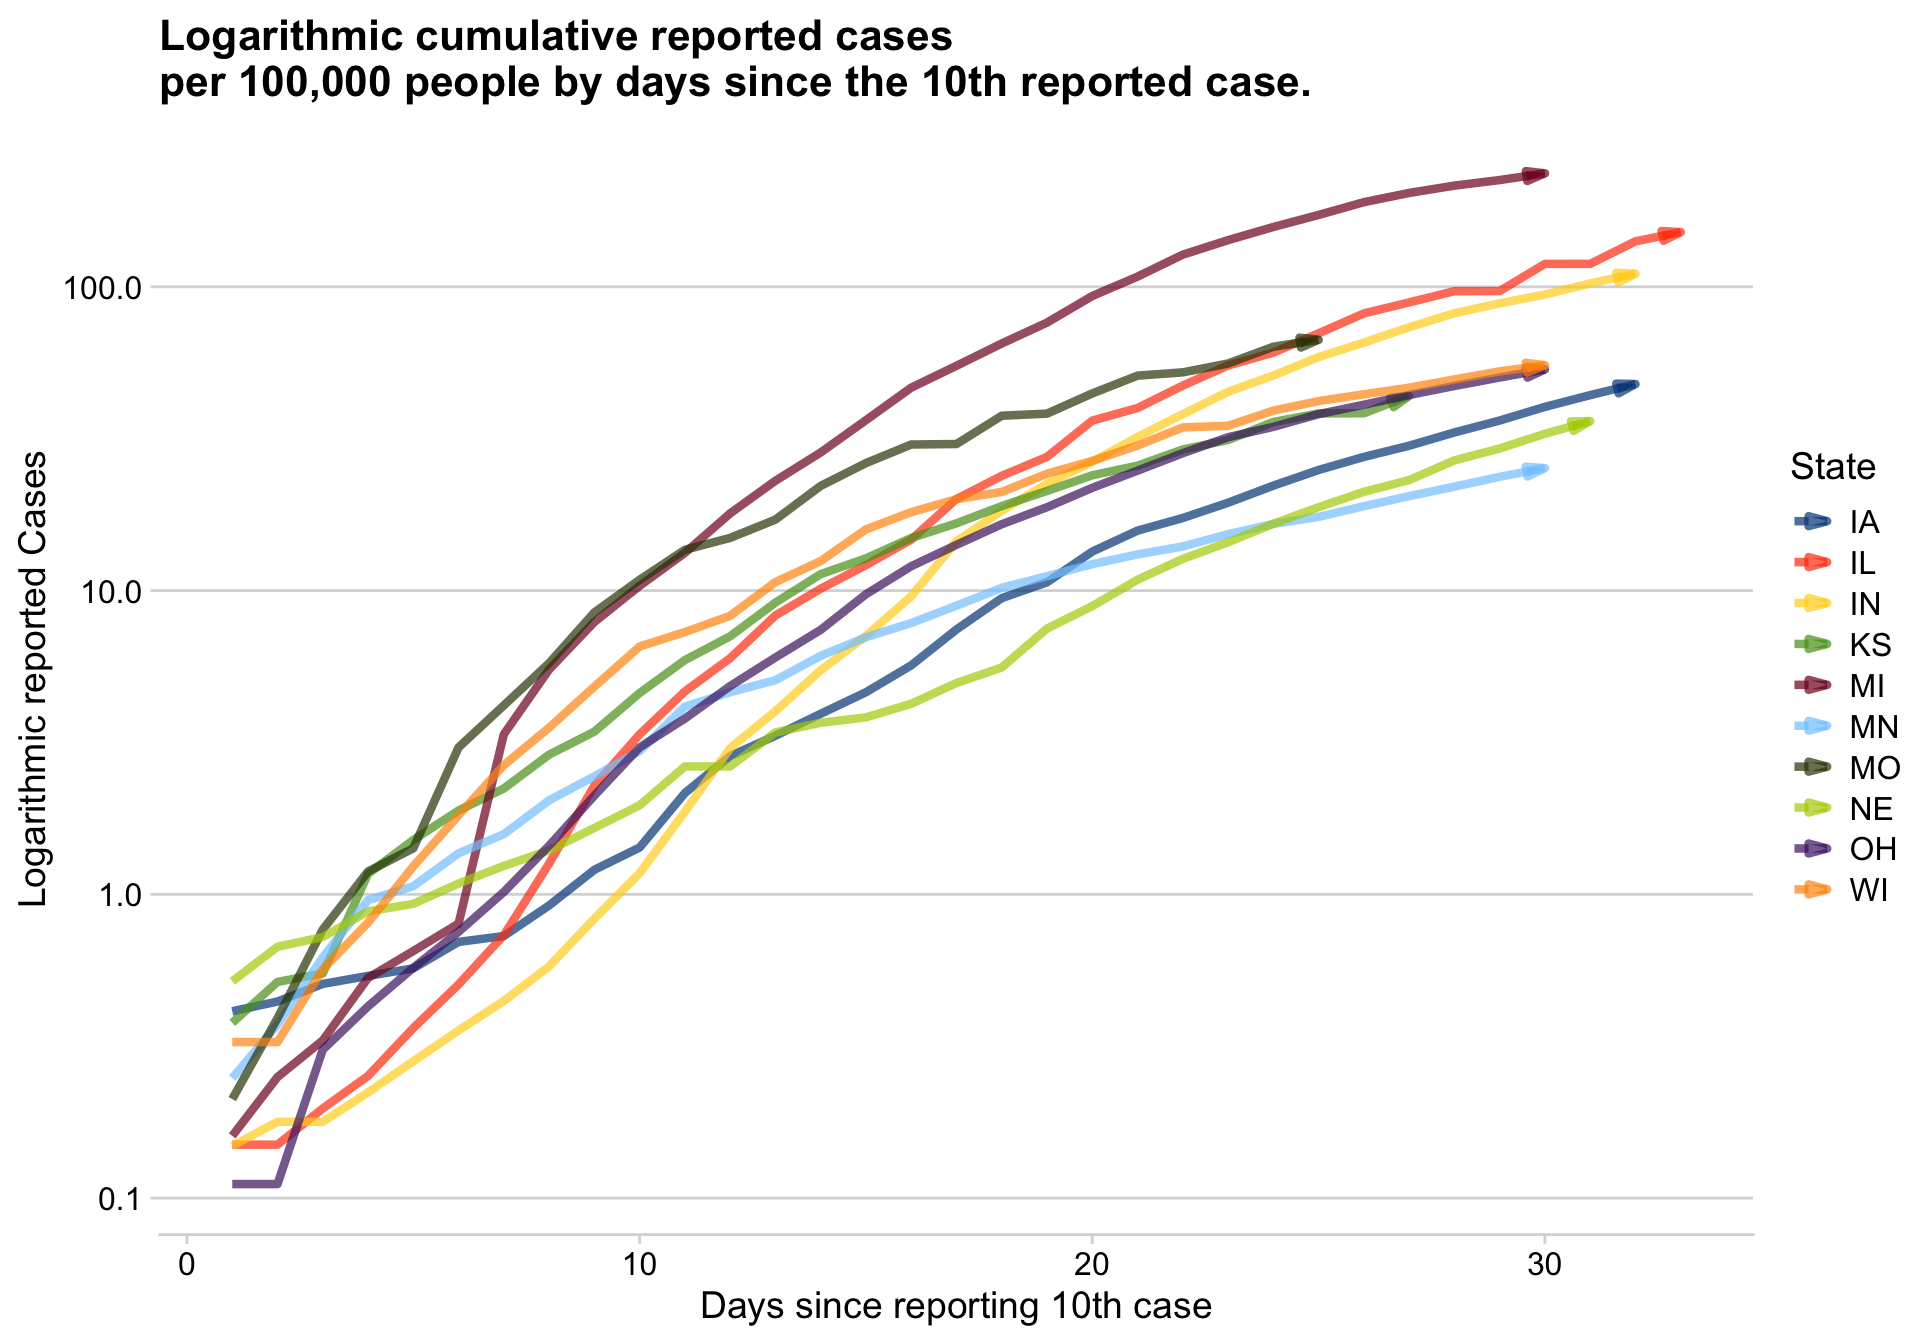 Logarithmic cumulative reported cases
per 100,000 people by days since the 10th reported case.
Logarithmic reported Cases
100.0
10.0
1.0
0.1
0
10
20
30
Days since reporting 10th case
State
IA
IL
IN
KS
MI
MN
MO
NE
OH
WI